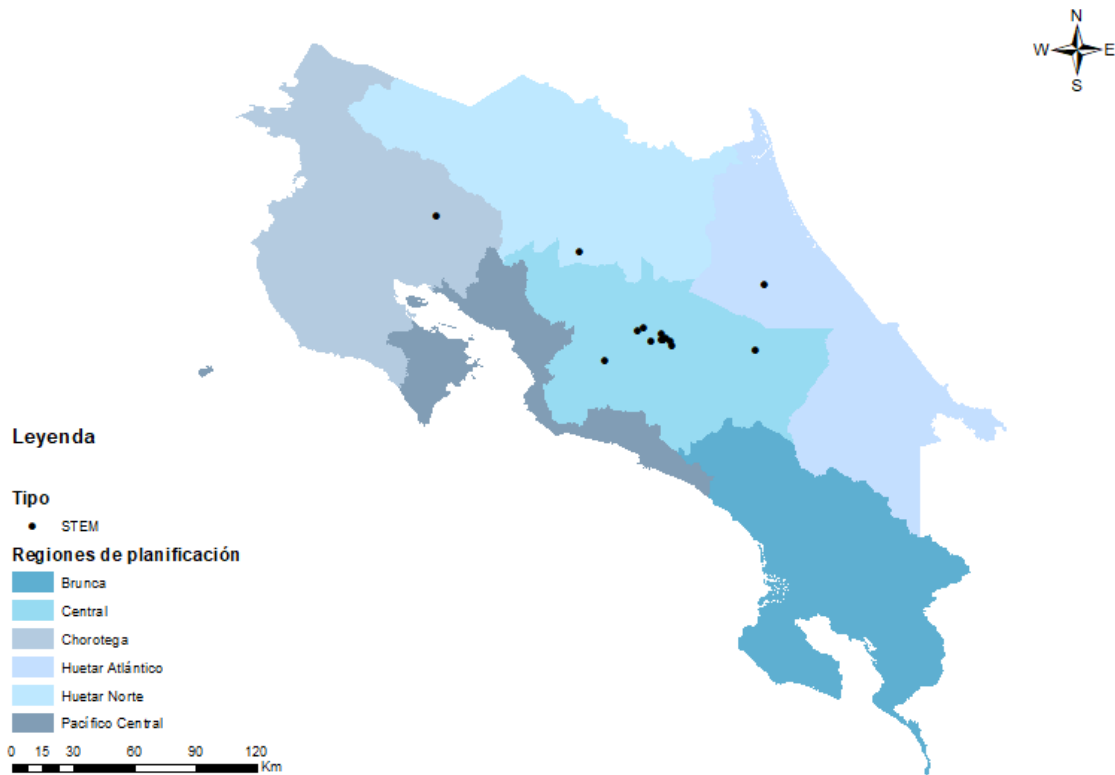 N
W E
S
Leyenda
Tipo
STEM
Regiones de planificación
Brunca
Central
Chorotega
Huetar Atlántico
Huetar Norte
Pacífico Central
0 15 30 60 90 120
Km